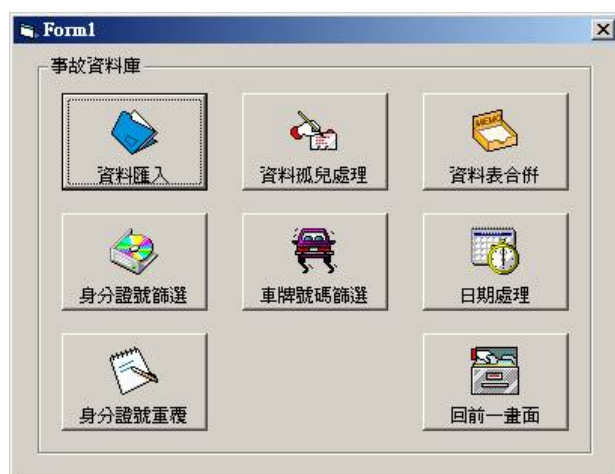 Form1
事故資料庫
資料匯入
資料孤兒處理
資料表合併
MEMO
身分證號篩選
車牌號碼篩選
日期處理
身分證號重覆
回前一畫面